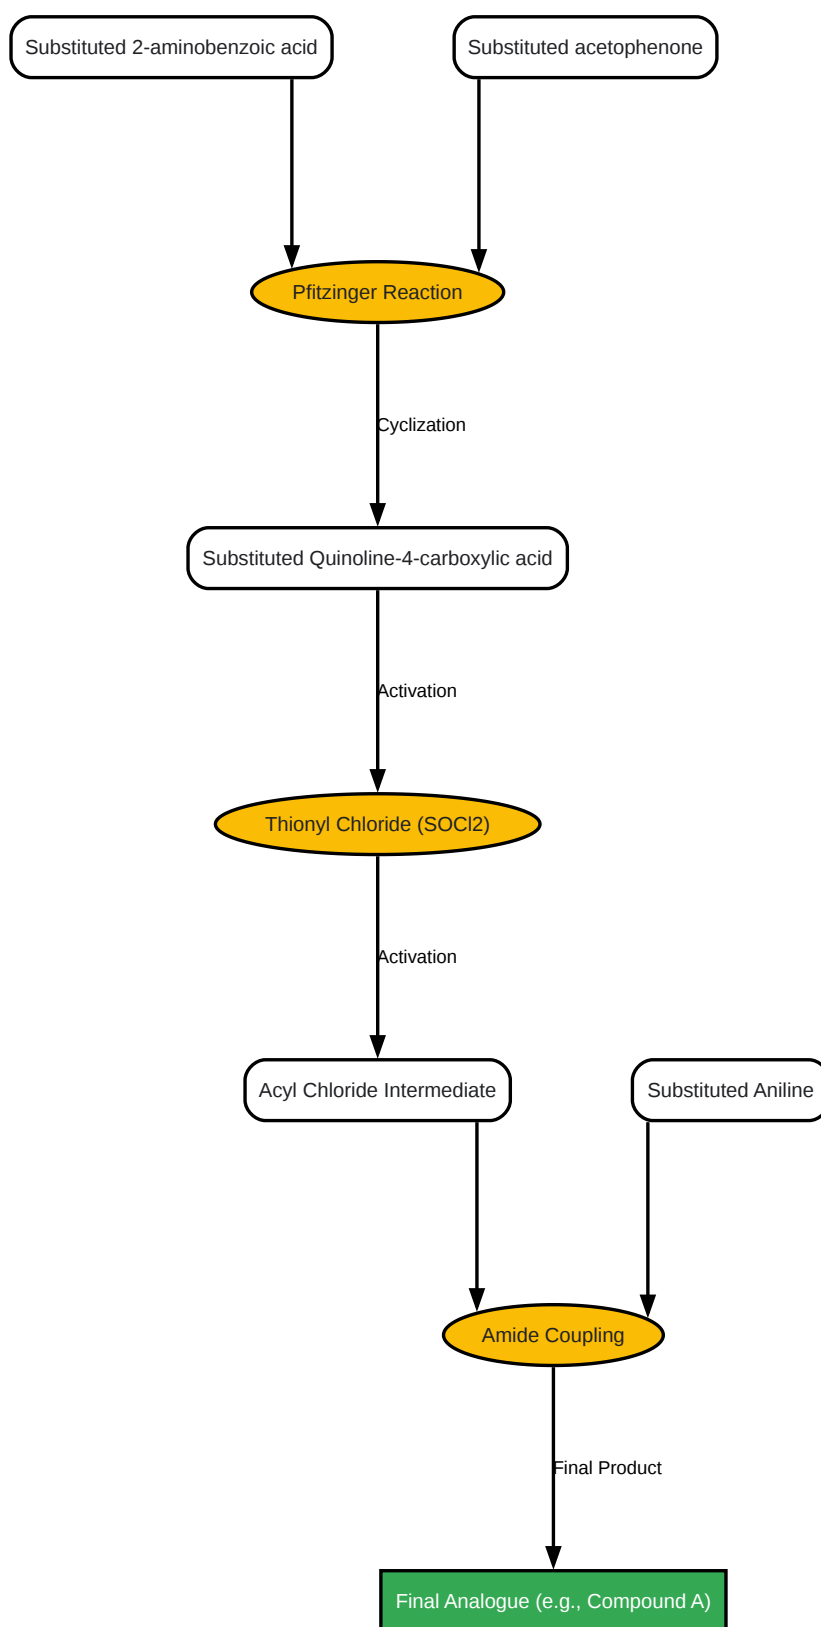 Substituted 2-aminobenzoic acid
Substituted acetophenone
Pfitzinger Reaction
Cyclization
Substituted Quinoline-4-carboxylic acid
Activation
Thionyl Chloride (SOCl2)
Activation
Acyl Chloride Intermediate
Substituted Aniline
Amide Coupling
Final Product
Final Analogue (e.g., Compound A)